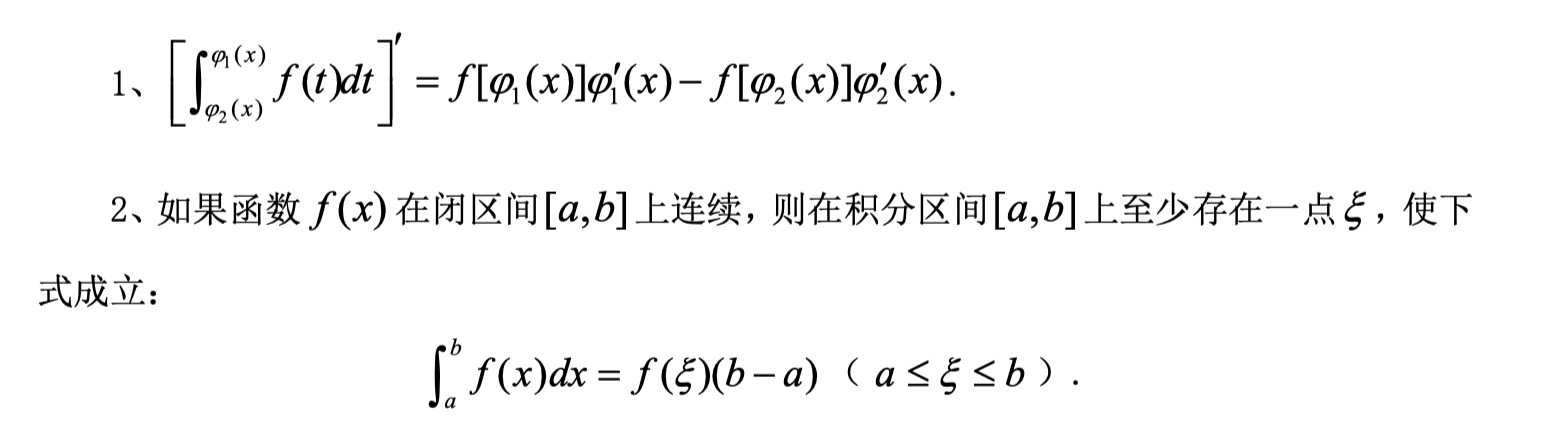 1、$\left[\int_{\varphi_2(x)}^{\varphi_1(x)} f(t)dt\right]' = f[\varphi_1(x)]\varphi_1'(x) - f[\varphi_2(x)]\varphi_2'(x).$
2、如果函数 $f(x)$ 在闭区间$[a,b]$上连续，则在积分区间$[a,b]$上至少存在一点$\xi$，使下
式成立：
$\int_a^b f(x)dx = f(\xi)(b-a)$（ $a \leq \xi \leq b$ ）.